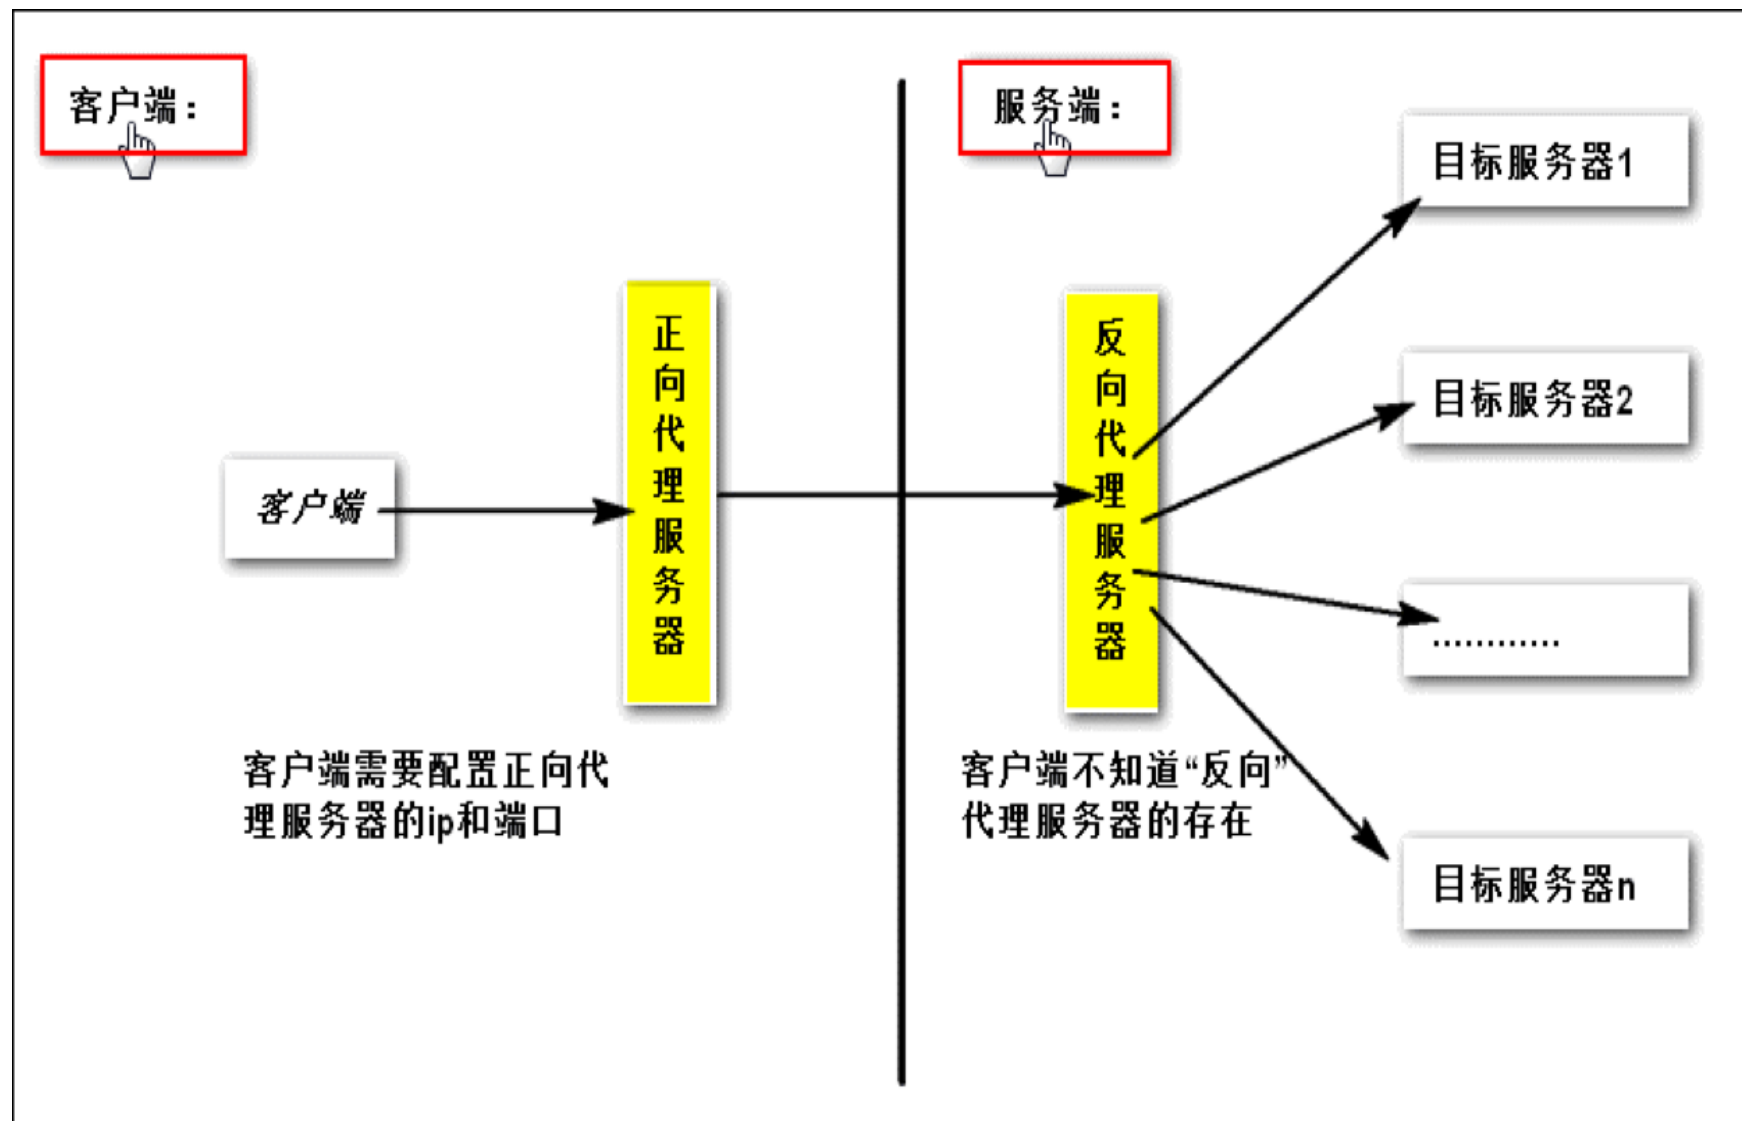 客户端：
服务端：
目标服务器1
目标服务器2
............
目标服务器n
客户端
正向代理服务器
反向代理服务器
客户端需要配置正向代
理服务器的ip和端口
客户端不知道“反向”
代理服务器的存在